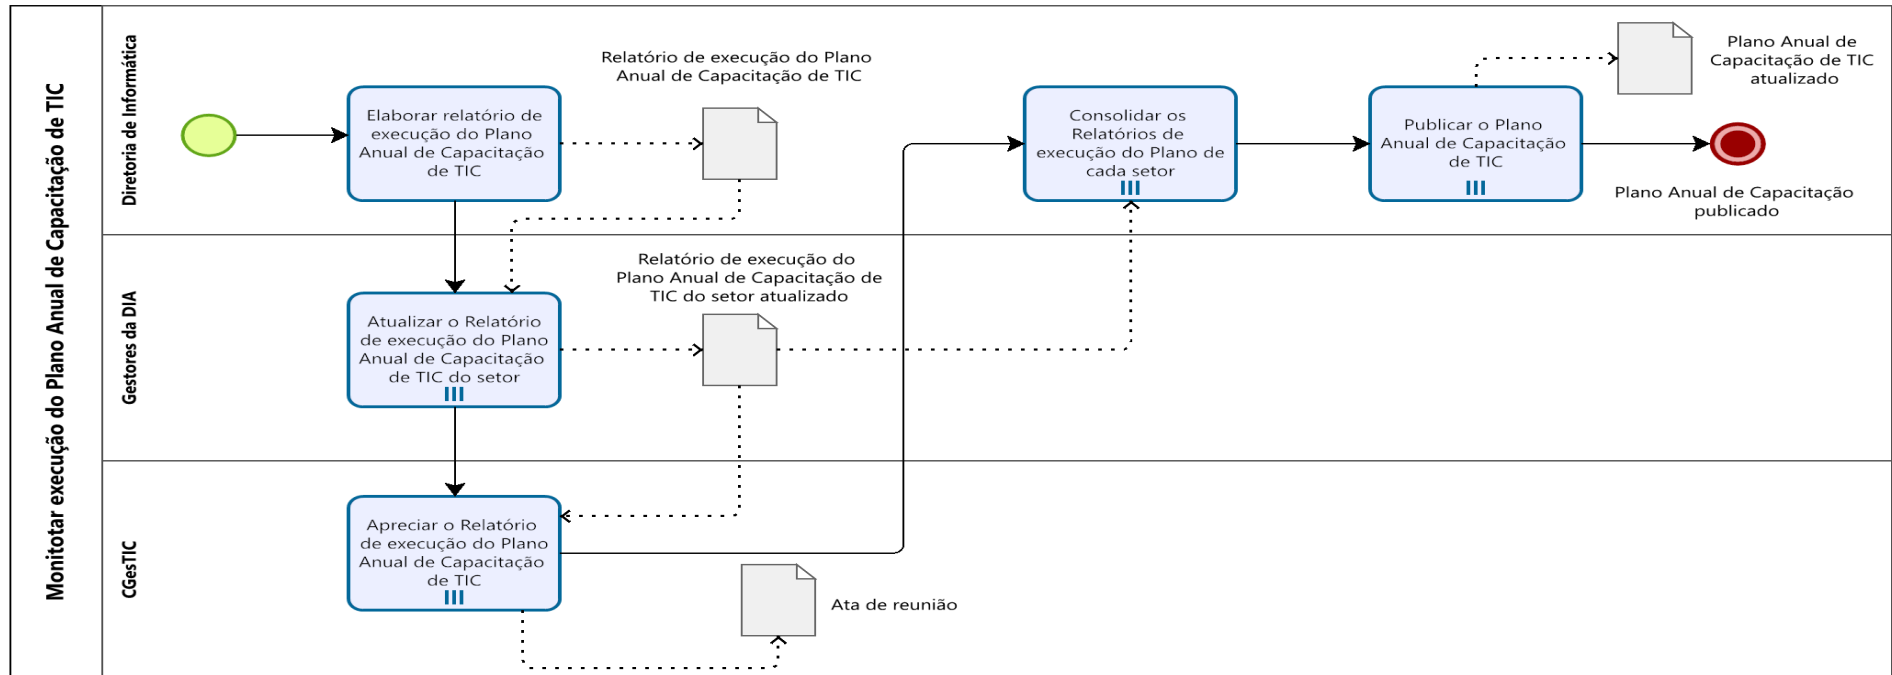 Monitotar execução do Plano Anual de Capacitação de TIC
Diretoria de Informática
Elaborar relatório de
execução do Plano
Anual de Capacitação
de TIC
Relatório de execução do Plano
Anual de Capacitação de TIC
Consolidar os
Relatórios de
execução do Plano de
cada setor
Publicar o Plano
Anual de Capacitação
de TIC
Plano Anual de
Capacitação de TIC
atualizado
Plano Anual de Capacitação
publicado
Gestores da DIA
Atualizar o Relatório
de execução do Plano
Anual de Capacitação
de TIC do setor
Relatório de execução do
Plano Anual de Capacitação de
TIC do setor atualizado
CGesTIC
Apreciar o Relatório
de execução do Plano
Anual de Capacitação
de TIC
Ata de reunião